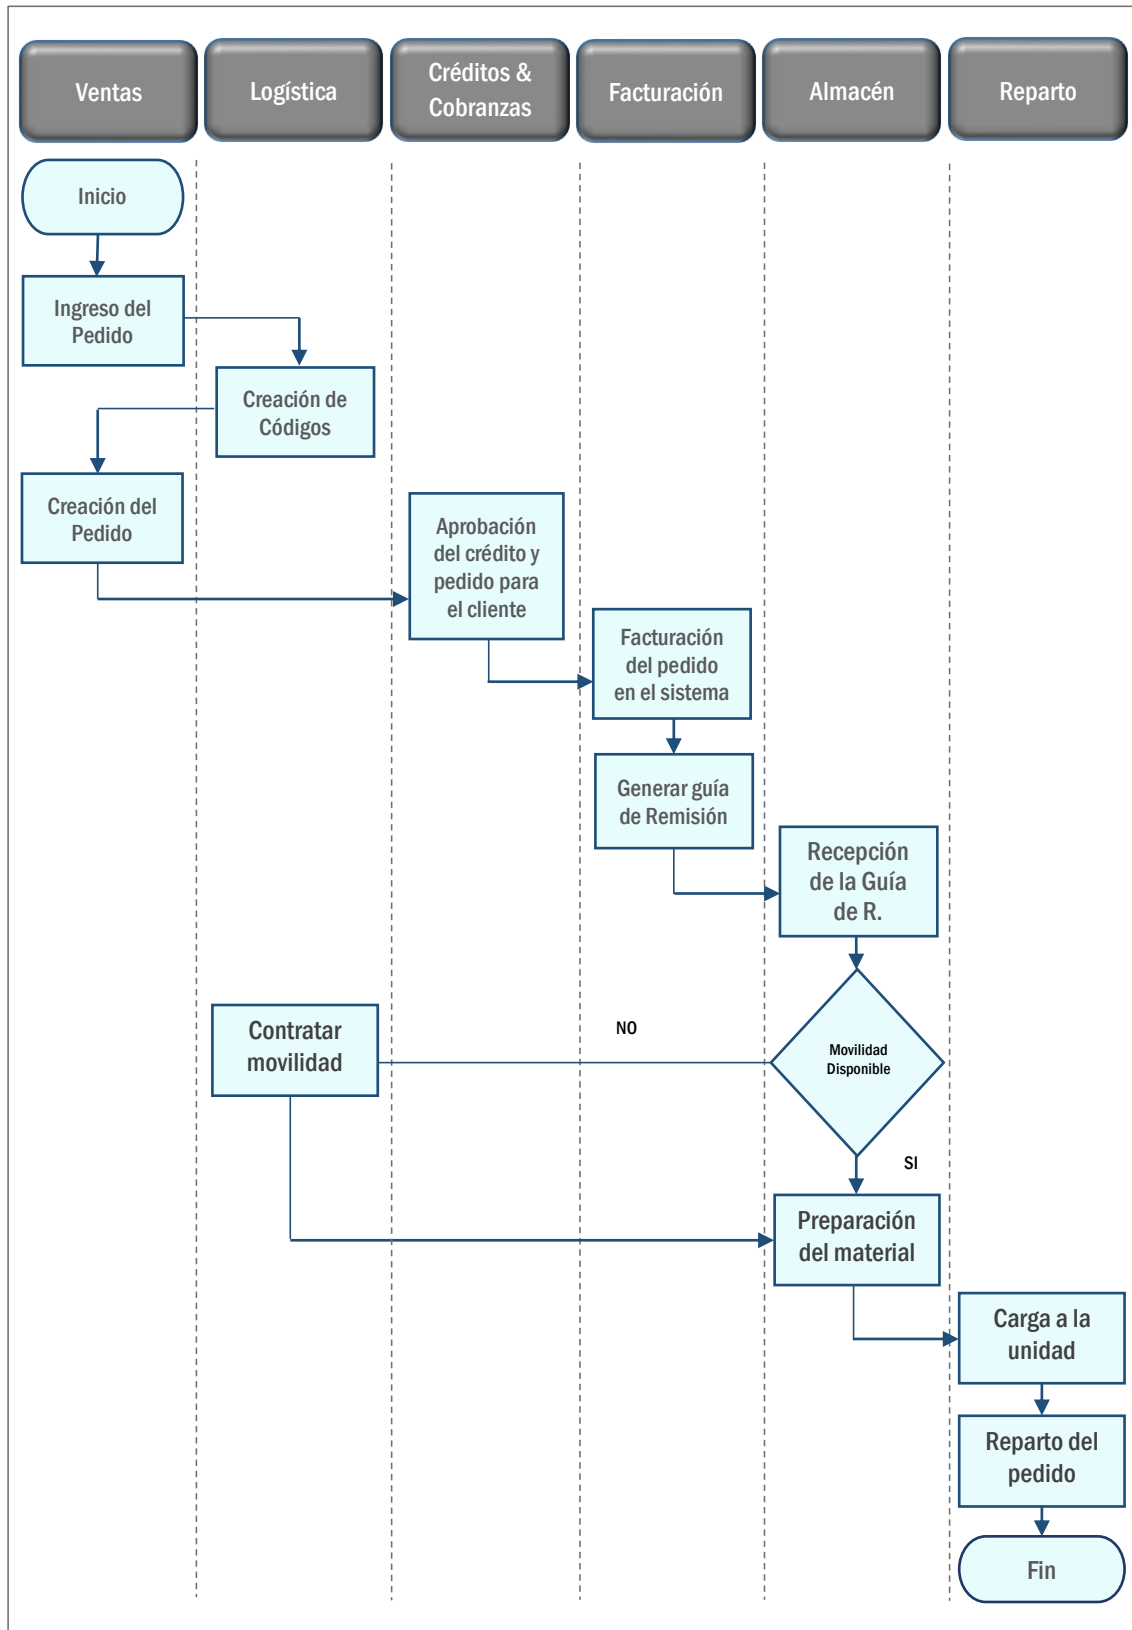 Ventas
Logística
Créditos &
Cobranzas
Facturación
Almacén
Reparto
Inicio
Ingreso del
Pedido
Creación de
Códigos
Creación del
Pedido
Aprobación
del crédito y
pedido para
el cliente
Facturación
del pedido
en el sistema
Generar guía
de Remisión
Recepción
de la Guía
de R.
Contratar
movilidad
NO
Movilidad
Disponible
SI
Preparación
del material
Carga a la
unidad
Reparto del
pedido
Fin